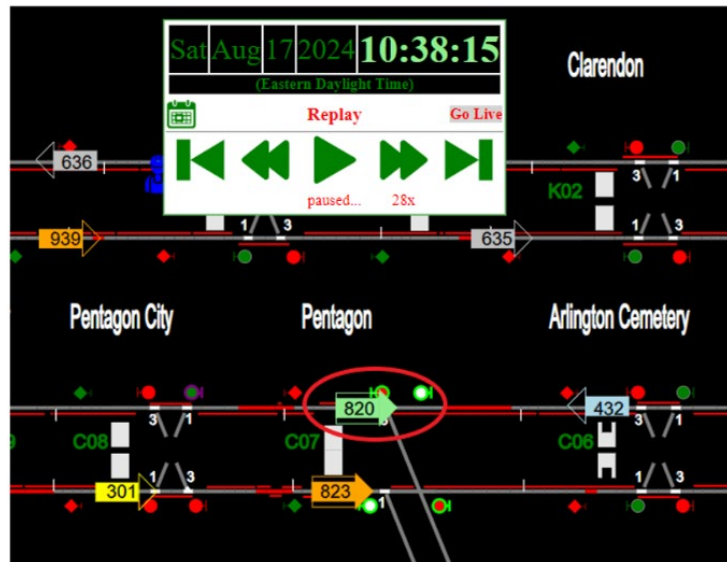 Sat Aug 17 2024 10:38:15
(Eastern Daylight Time)
Replay Go Live
paused... 28x
Clarendon
636
3 1
K02
939
1 3
635
1 3
Pentagon City Pentagon Arlington Cemetery
820
432
3 1 3 3 1
C08 C07 C06
1 3 1 3
301 823
1